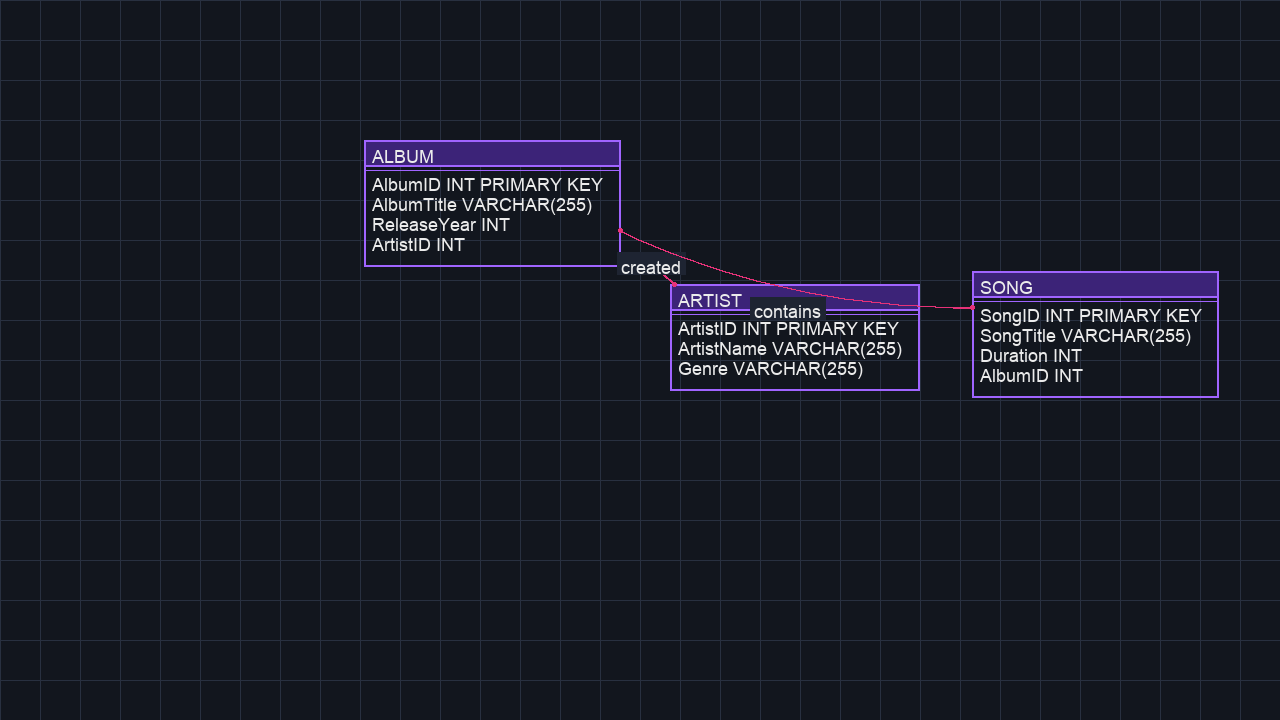 ALBUM
AlbumID INT PRIMARY KEY
AlbumTitle VARCHAR(255)
ReleaseYear INT
ArtistID INT
created
ARTIST
contains
ArtistID INT PRIMARY KEY
ArtistName VARCHAR(255)
Genre VARCHAR(255)
SONG
SongID INT PRIMARY KEY
SongTitle VARCHAR(255)
Duration INT
AlbumID INT